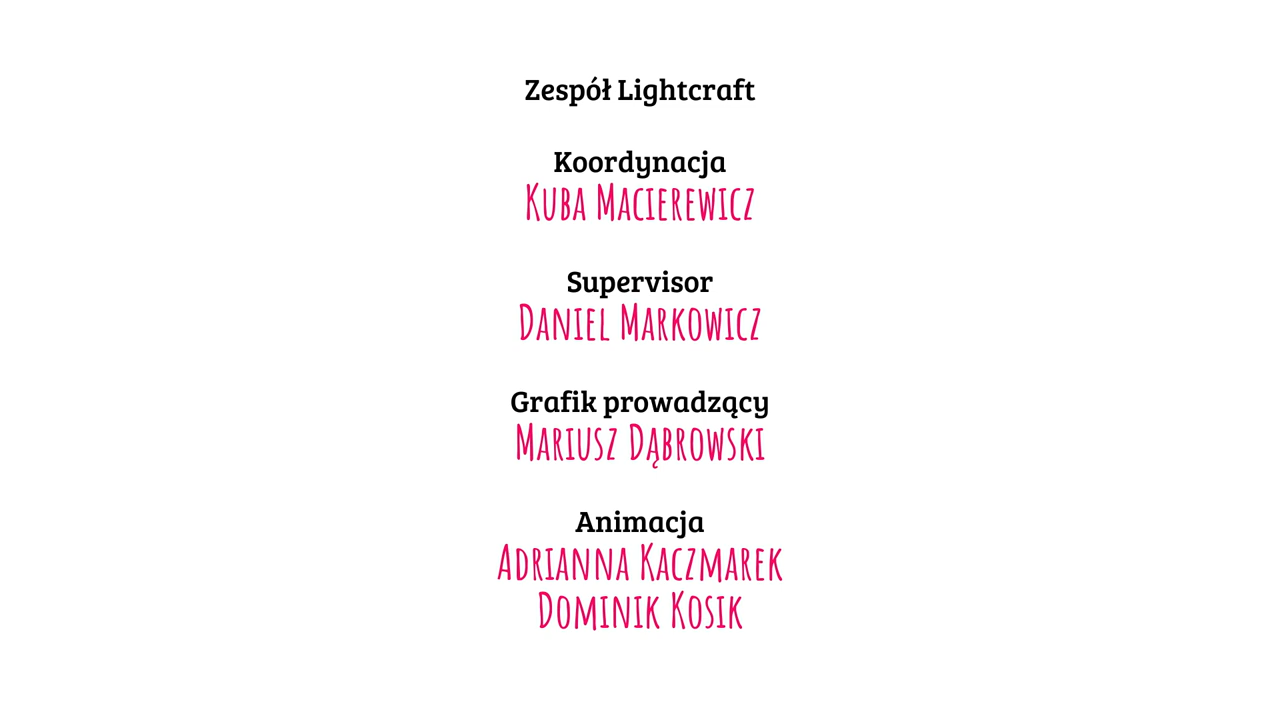 Zespół Lightcraft
Koordynacja
Kuba Macierewicz
Supervisor
Daniel Markowicz
Grafik prowadzący
Mariusz Dąbrowski
Animacja
Adrianna Kaczmarek
Dominik Kosik